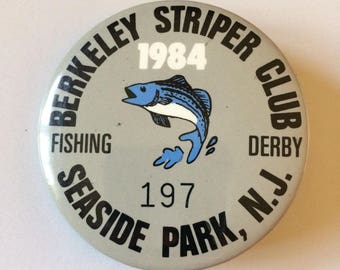 BERKELEY STRIPER CLUB
1984
FISHING DERBY
197
SEASIDE PARK, N.J.